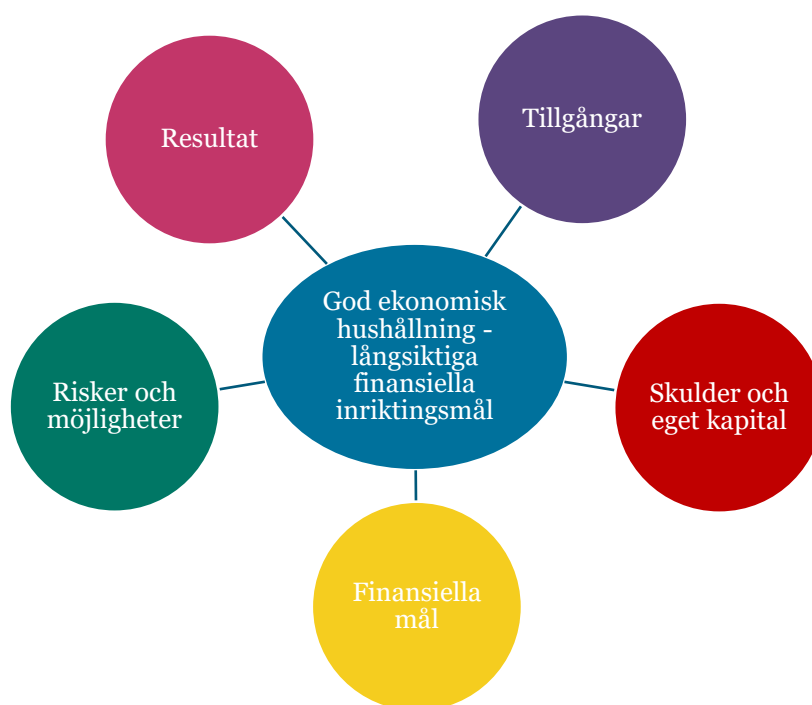 Resultat
Tillgångar
God ekonomisk
hushållning -
långsiktiga
finansiella
inriktingsmål
Risker och
möjligheter
Skulder och
eget kapital
Finansiella
mål